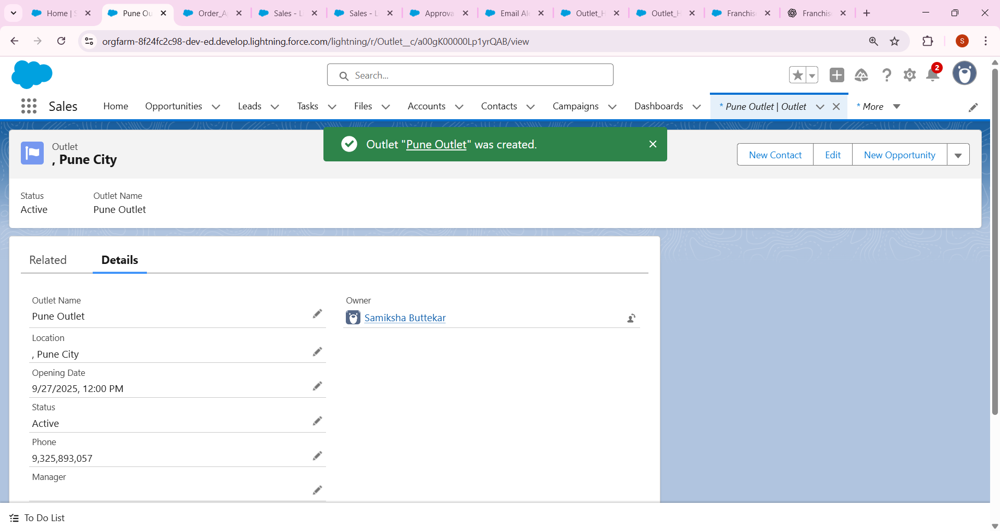 Home | S
Pune Ou
Order_A
Sales - L
Sales - L
Approva
Email Ale
Outlet_H
Outlet_H
Franchis
Franchis
orgfarm-8f24fc2c98-dev-ed.develop.lightning.force.com/lightning/r/Outlet__c/a00gK00000Lp1yrQAB/view
S
Search...
2
Sales
Home
Opportunities
Leads
Tasks
Files
Accounts
Contacts
Campaigns
Dashboards
* Pune Outlet | Outlet
* More
Outlet
, Pune City
Outlet "Pune Outlet" was created.
New Contact
Edit
New Opportunity
Status
Active
Outlet Name
Pune Outlet
Related
Details
Outlet Name
Pune Outlet
Owner
Samiksha Buttekar
Location
, Pune City
Opening Date
9/27/2025, 12:00 PM
Status
Active
Phone
9,325,893,057
Manager
To Do List